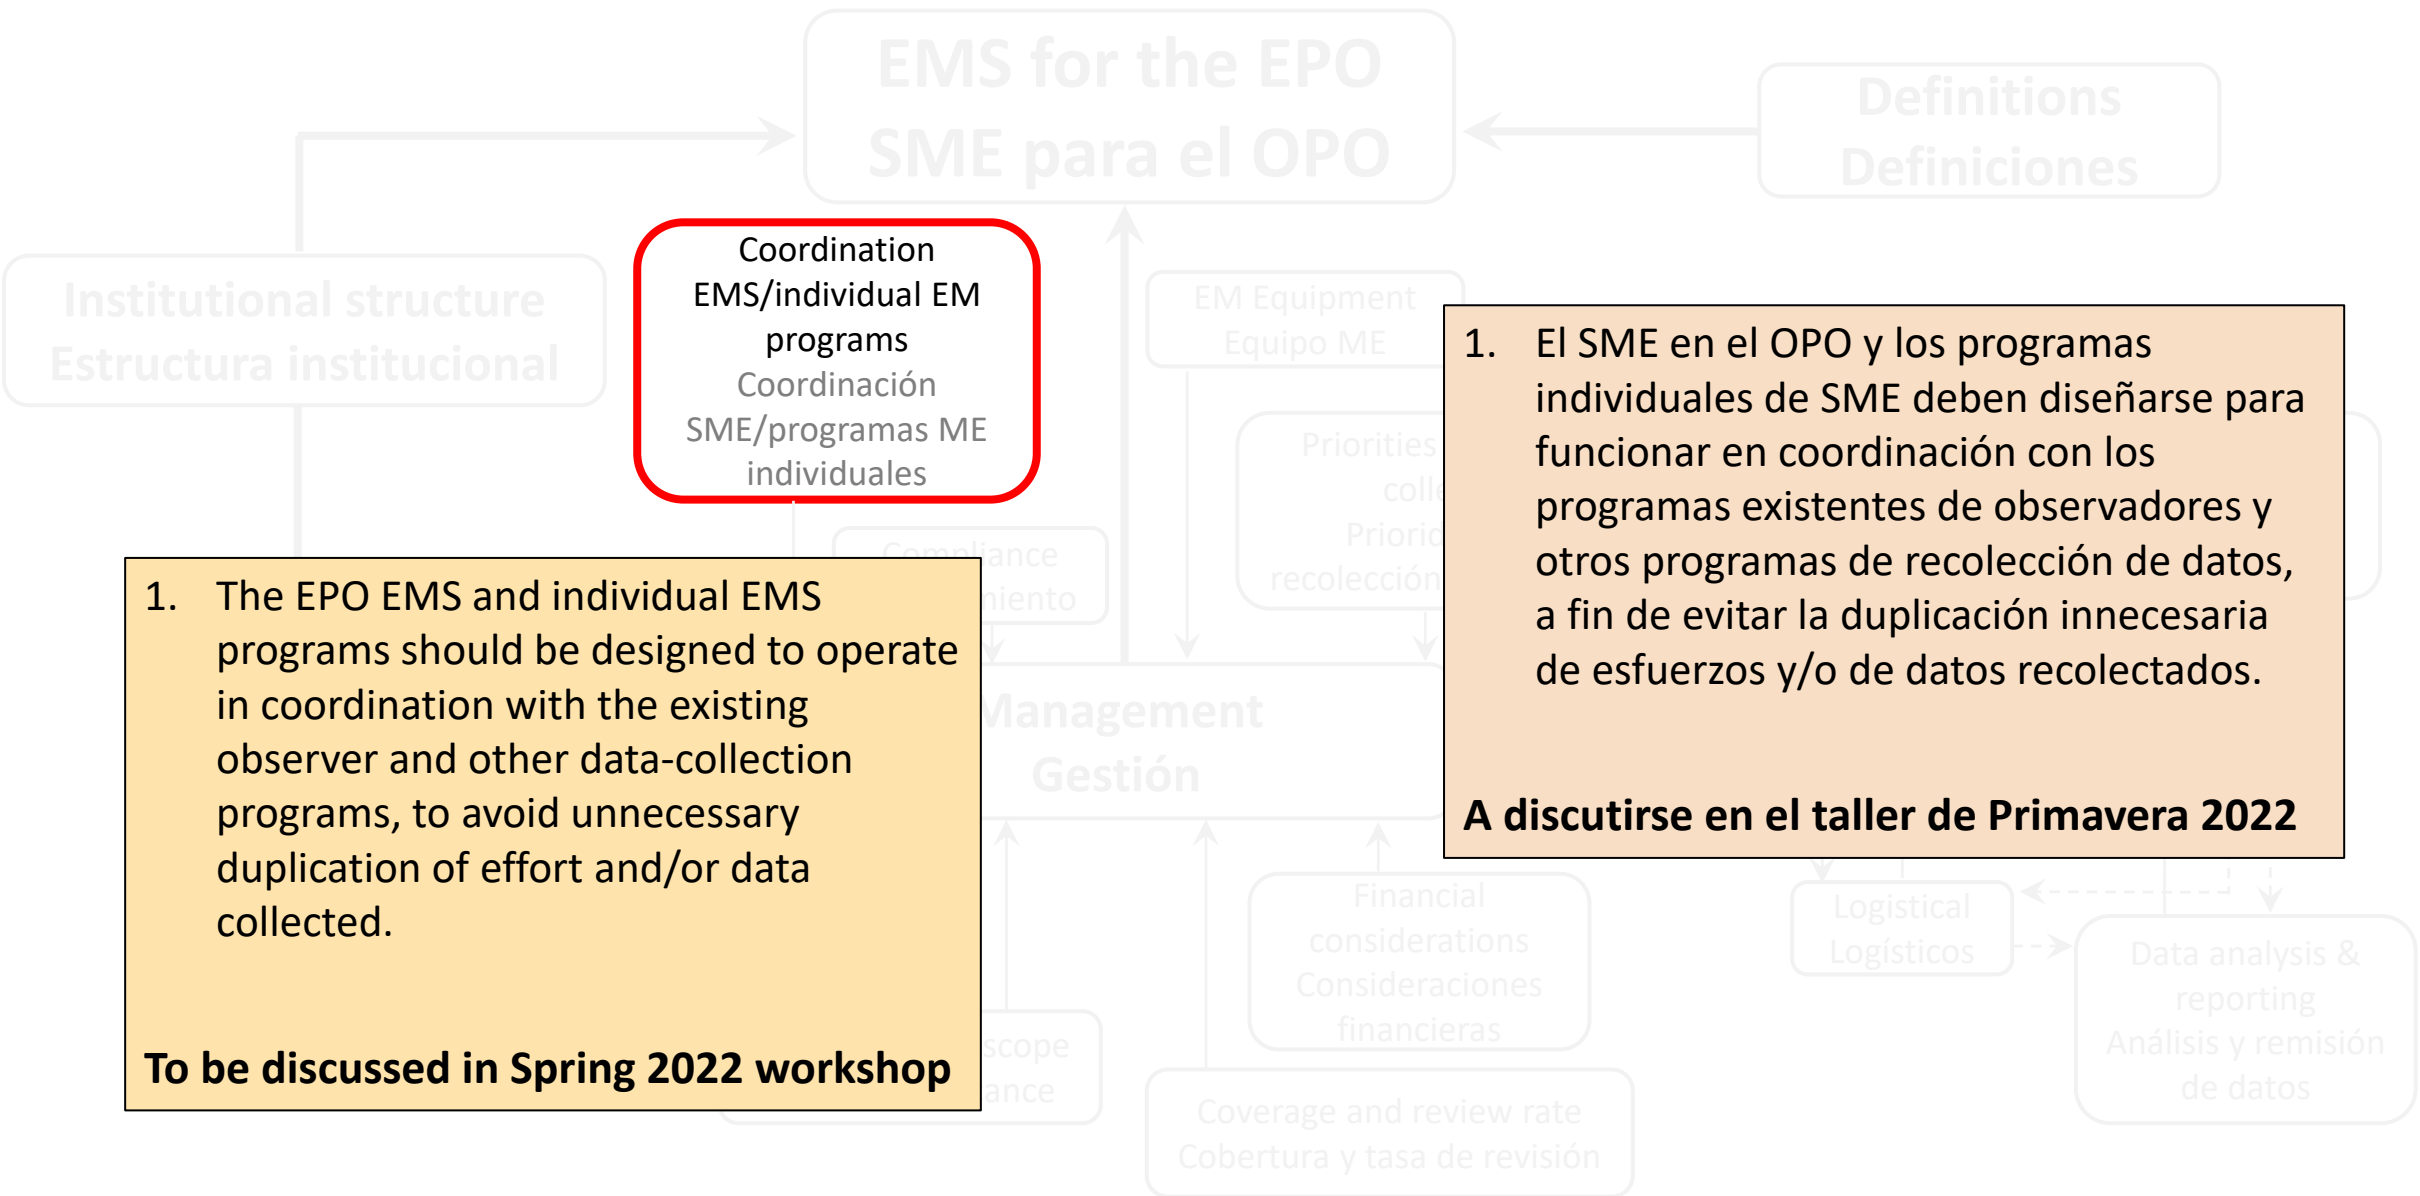 EMS for the EPO
SME para el OPO
Definitions
Definiciones
Institutional structure
Estructura institucional
Coordination
EMS/individual EM
programs
Coordinación
SME/programas ME
individuales
EM Equipment
Equipo ME
Priorities
recolección
1. El SME en el OPO y los programas
individuales de SME deben diseñarse para
funcionar en coordinación con los
programas existentes de observadores y
otros programas de recolección de datos,
a fin de evitar la duplicación innecesaria
de esfuerzos y/o de datos recolectados.
A discutirse en el taller de Primavera 2022
Compliance
1. The EPO EMS and individual EMS
programs should be designed to operate
in coordination with the existing
observer and other data-collection
programs, to avoid unnecessary
duplication of effort and/or data
collected.
To be discussed in Spring 2022 workshop
Management
Gestión
Financial
considerations
Consideraciones
financieras
Logistical
Logísticos
Data analysis &
reporting
Análisis y remisión
de datos
scope
Coverage and review rate
Cobertura y tasa de revisión